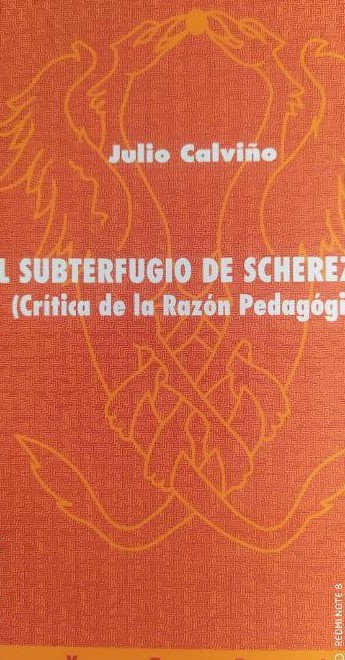 Julio Calviño
L SUBTERFUGIO DE SCHEREZ
(Crítica de la Razón Pedagógi
REDMI NOTE 8